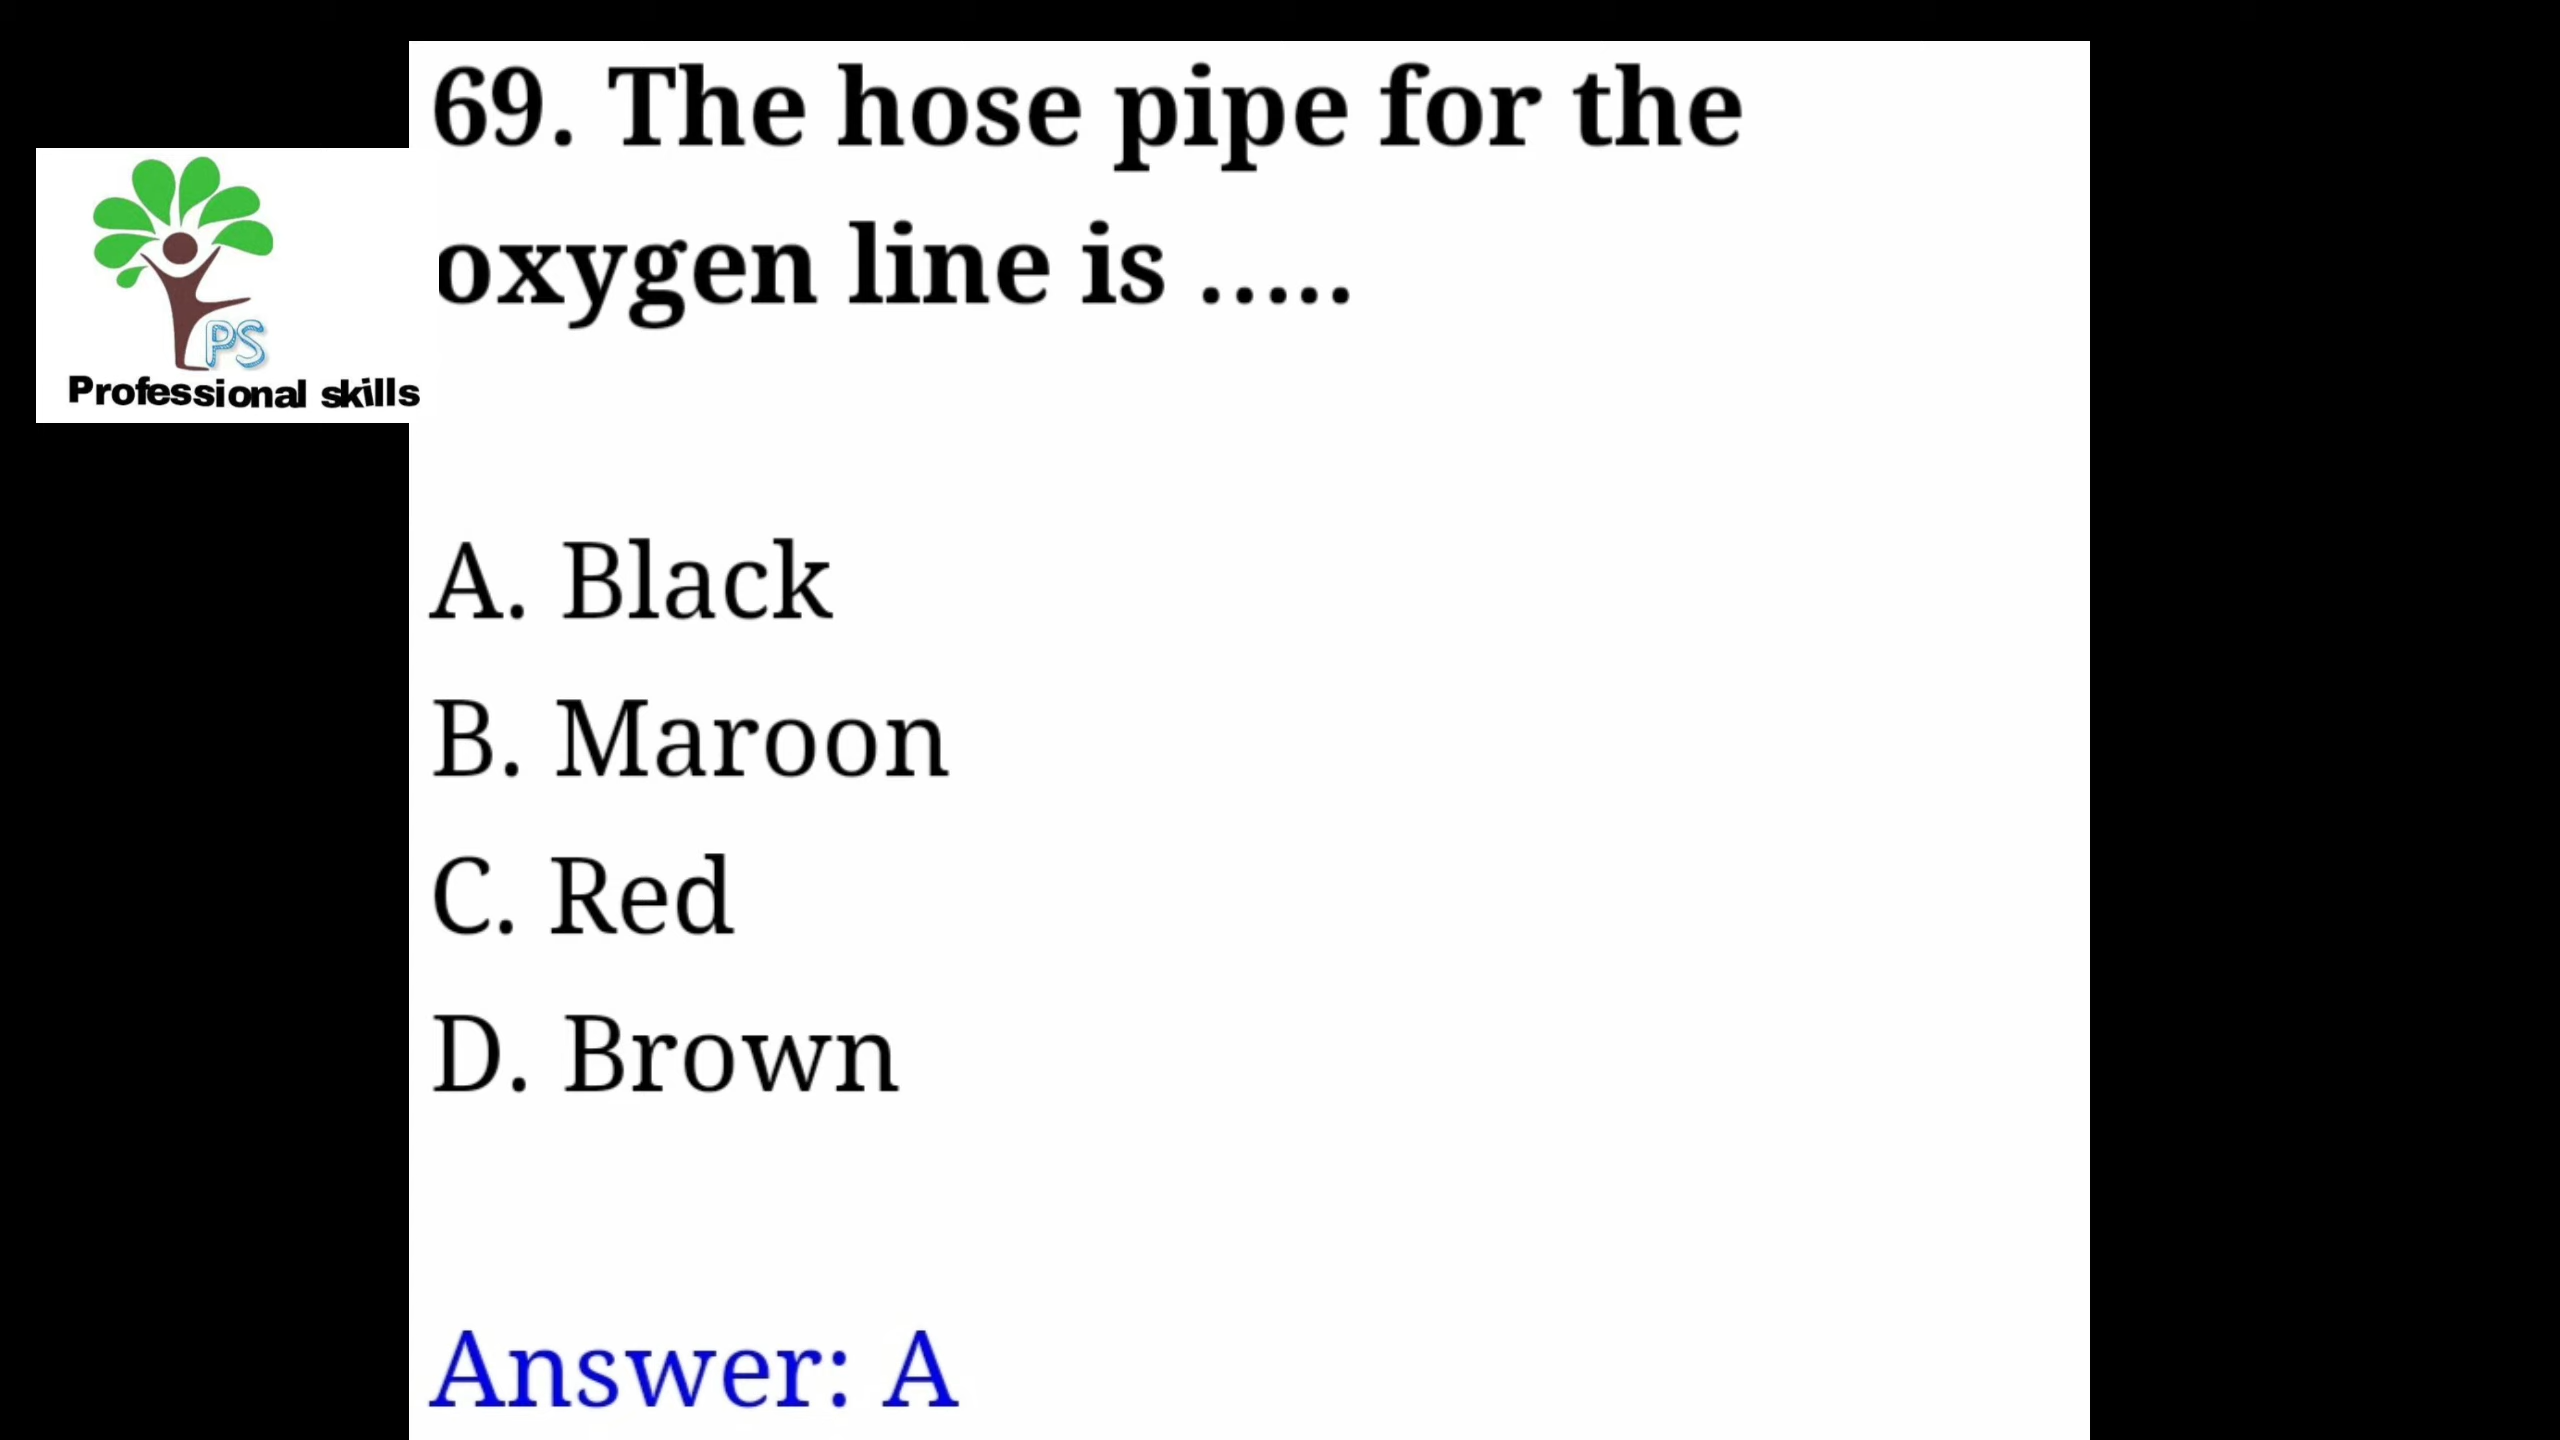 69. The hose pipe for the
oxygen line is .....
PS
Professional skills
A. Black
B. Maroon
C. Red
D. Brown
Answer: A